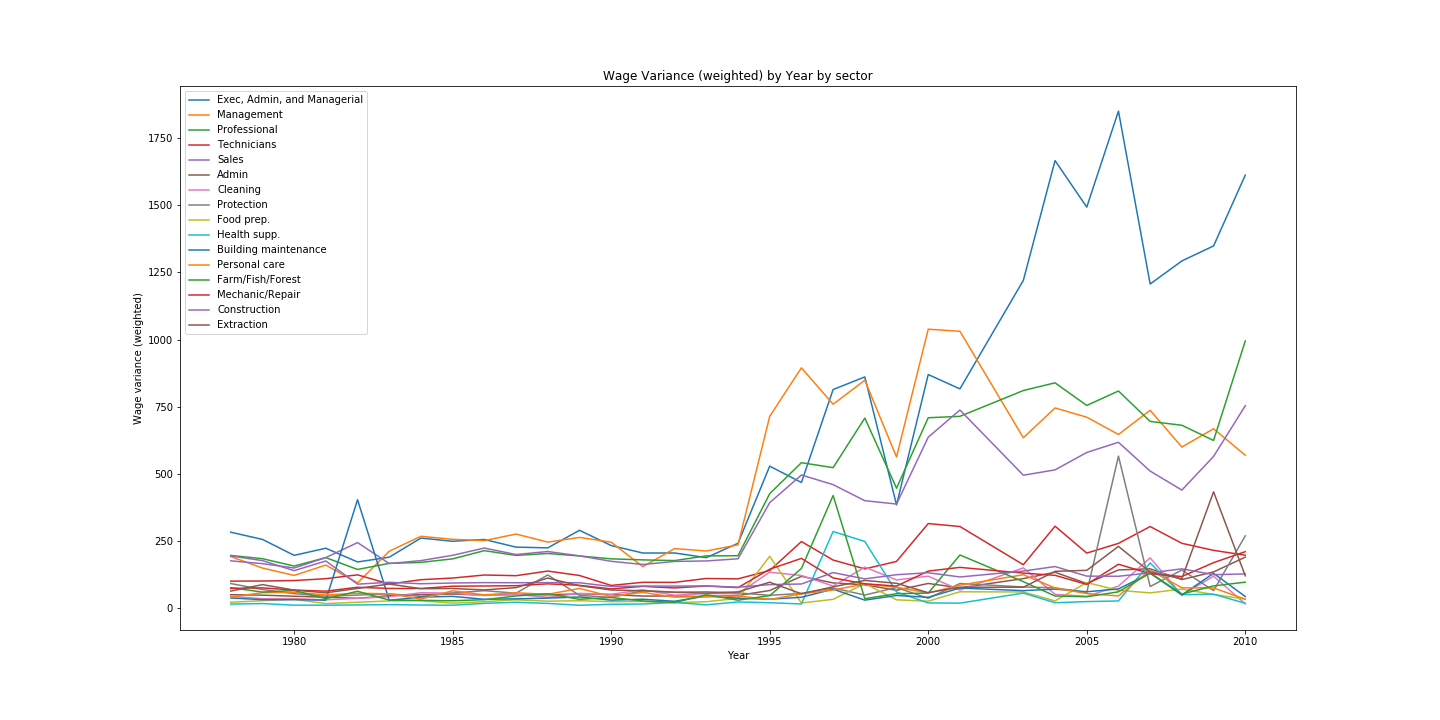 Wage Variance (weighted) by Year by sector
Exec, Admin, and Managerial
Management
Professional
Technicians
Sales
Admin
Cleaning
Protection
Food prep.
Health supp.
Building maintenance
Personal care
Farm/Fish/Forest
Mechanic/Repair
Construction
Extraction
Wage variance (weighted)
1750
1500
1250
1000
750
500
250
0
1980
1985
1990
1995
2000
2005
2010
Year